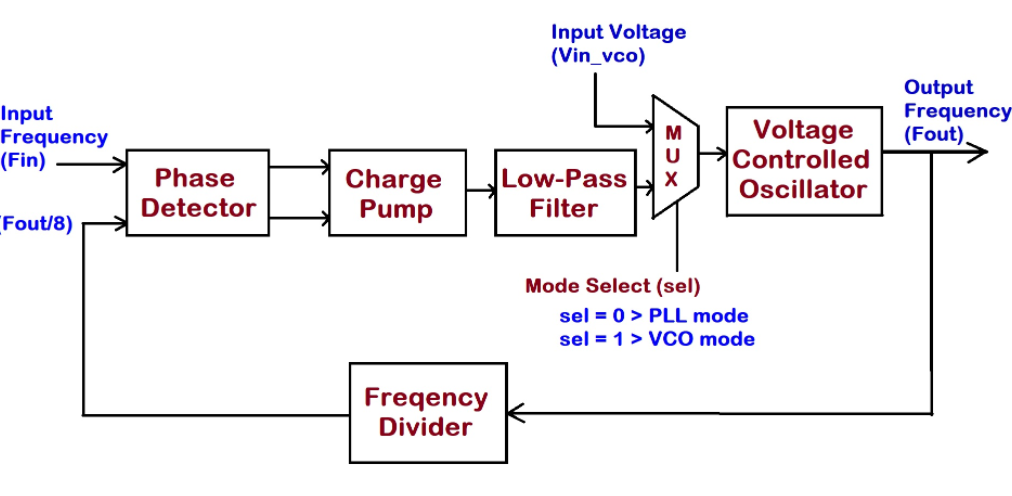 Input Voltage
(Vin_vco)
Output
Frequency
(Fout)
Input
Frequency
(Fin)
(Fout/8)
Phase
Detector
Charge
Pump
Low-Pass
Filter
M
U
X
Voltage
Controlled
Oscillator
Mode Select (sel)
sel = 0 > PLL mode
sel = 1 > VCO mode
Freqency
Divider